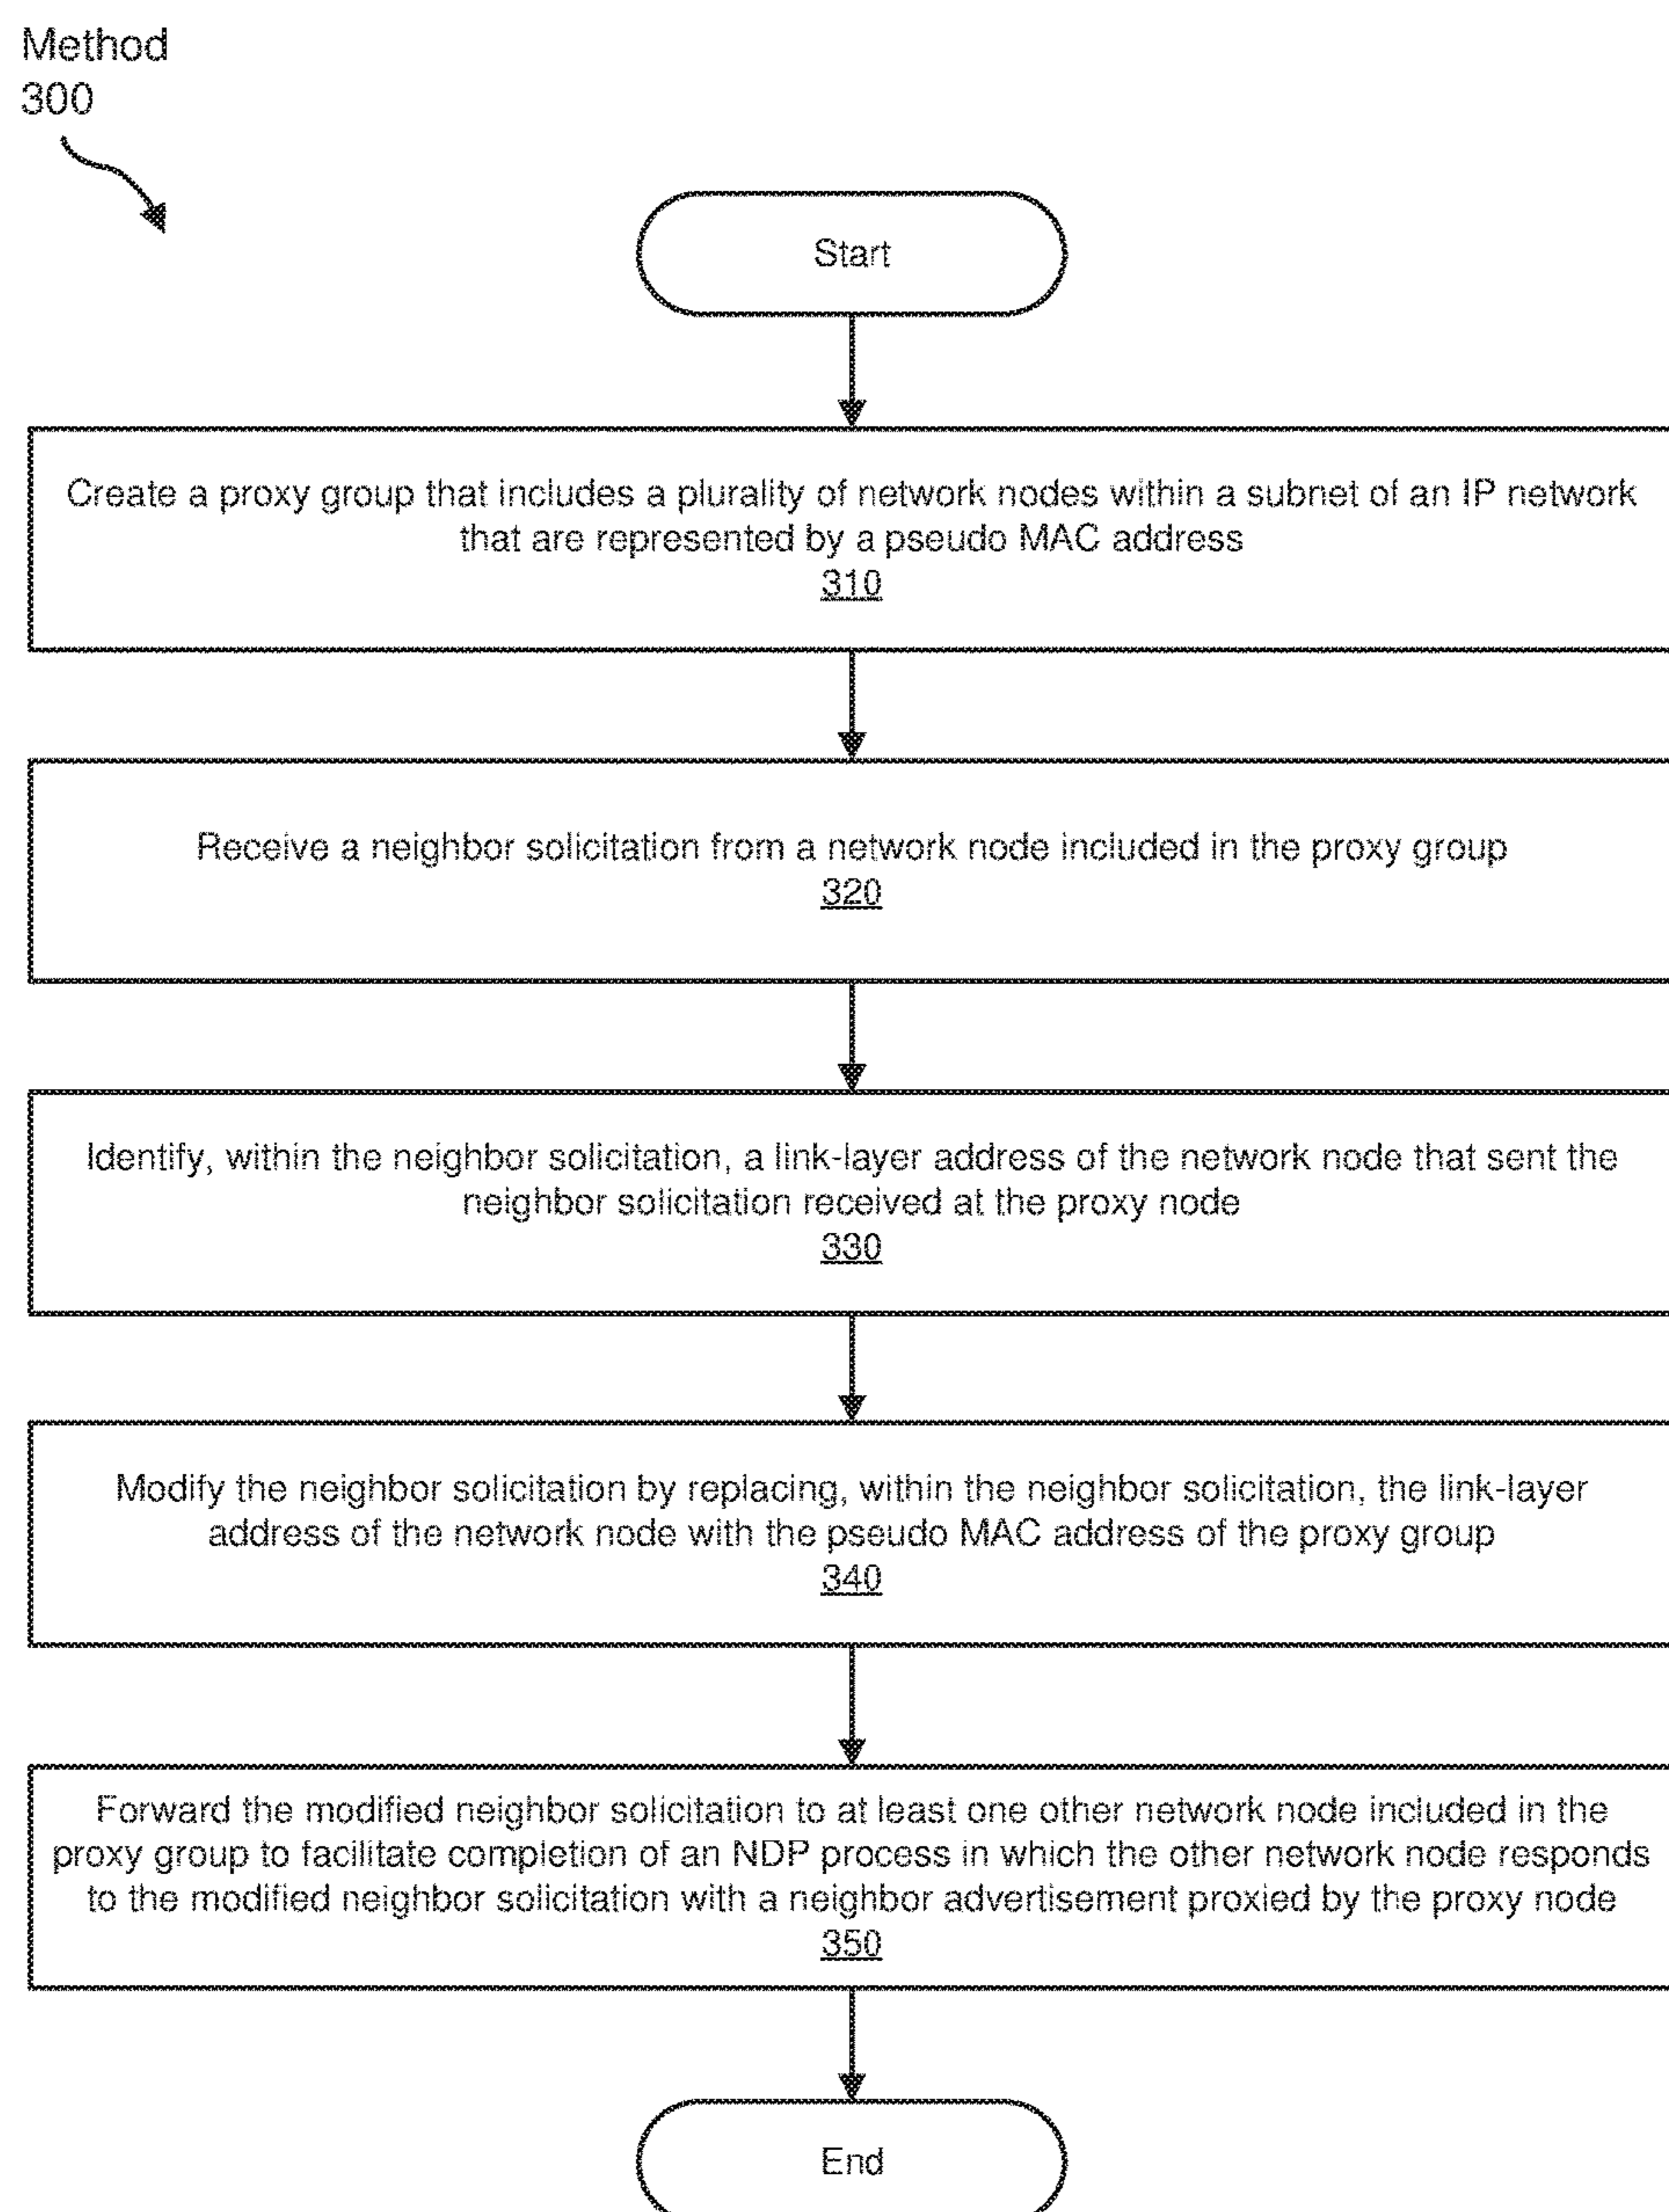 Method
300
Start
Create a proxy group that includes a plurality of network nodes within a subnet of an IP network
that are represented by a pseudo MAC address
310
Receive a neighbor solicitation from a network node included in the proxy group
320
Identify, within the neighbor solicitation, a link-layer address of the network node that sent the
neighbor solicitation received at the proxy node
330
Modify the neighbor solicitation by replacing, within the neighbor solicitation, the link-layer
address of the network node with the pseudo MAC address of the proxy group
340
Forward the modified neighbor solicitation to at least one other network node included in the
proxy group to facilitate completion of an NDP process in which the other network node responds
to the modified neighbor solicitation with a neighbor advertisement proxied by the proxy node
350
End